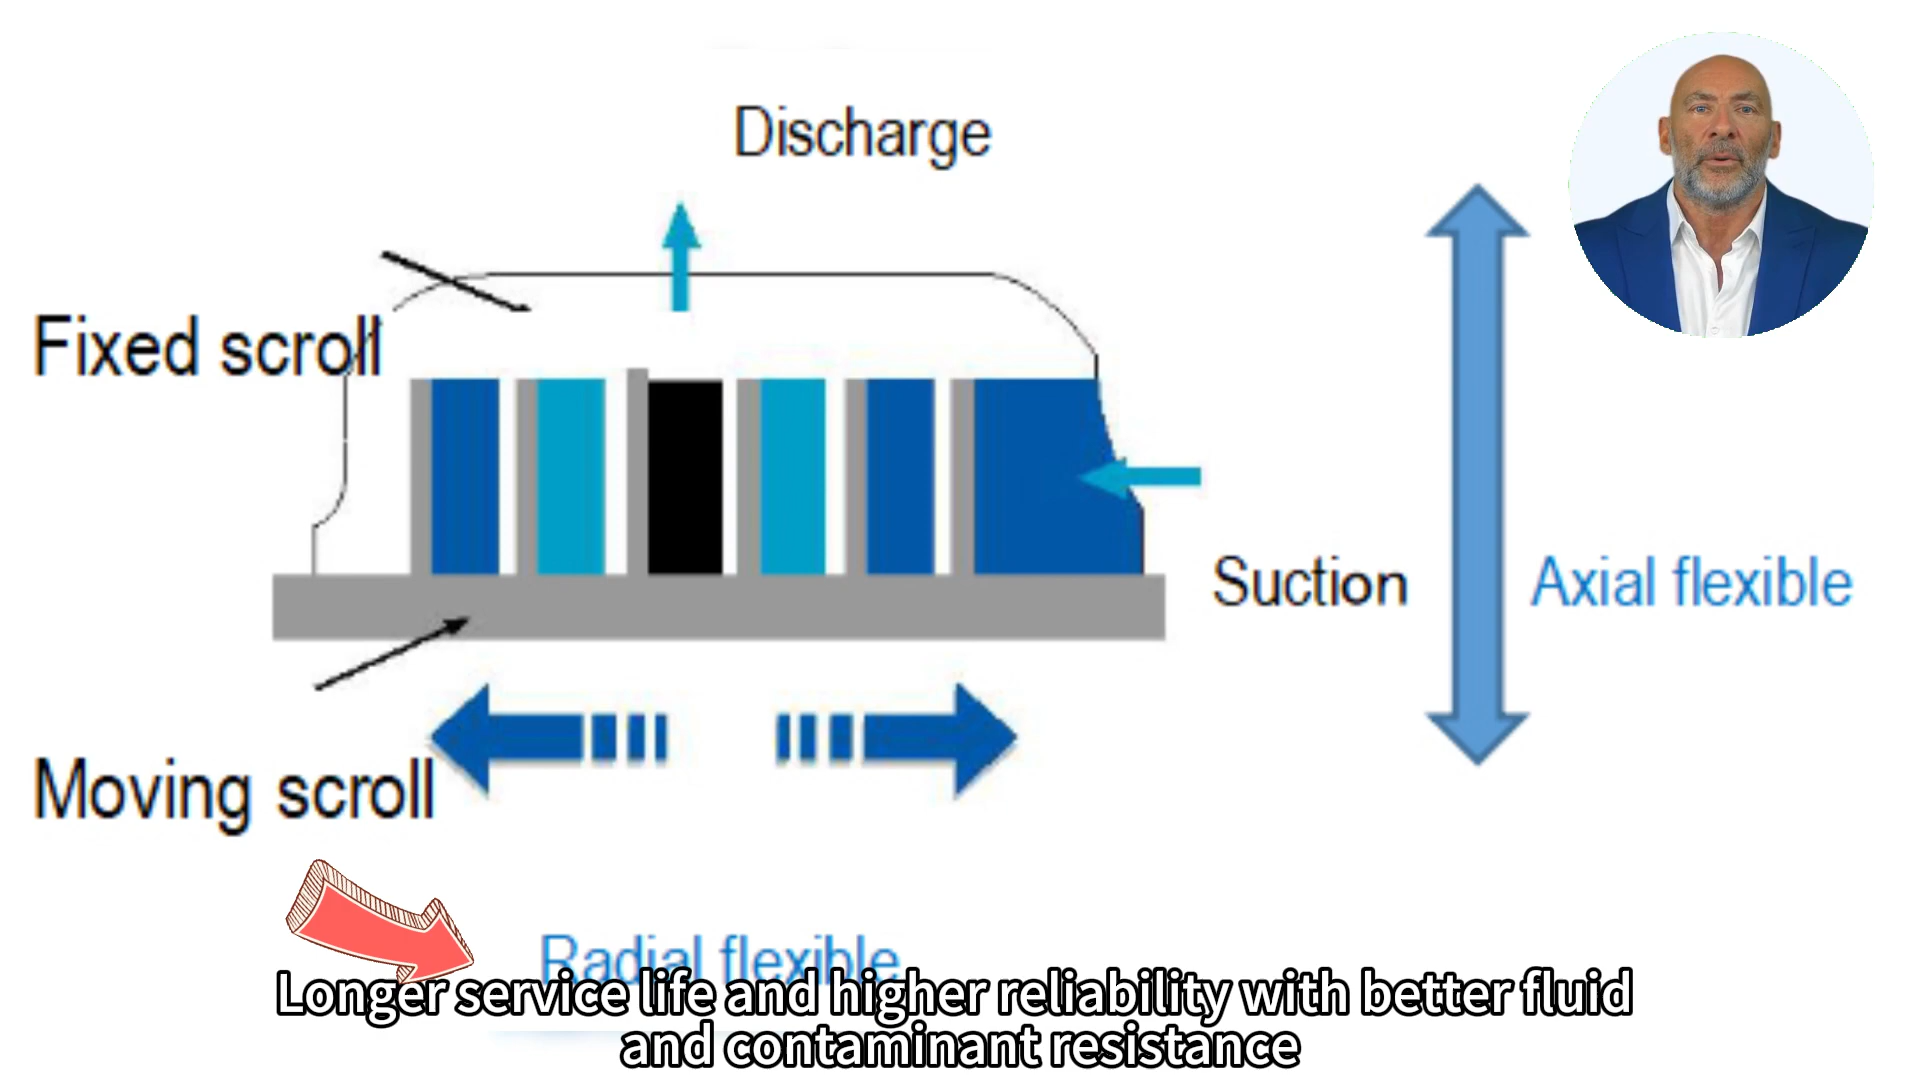 Discharge
Fixed scroll
Suction
Axial flexible
Moving scroll
Radial flexible
Longer service life and higher reliability with better fluid
and contaminant resistance